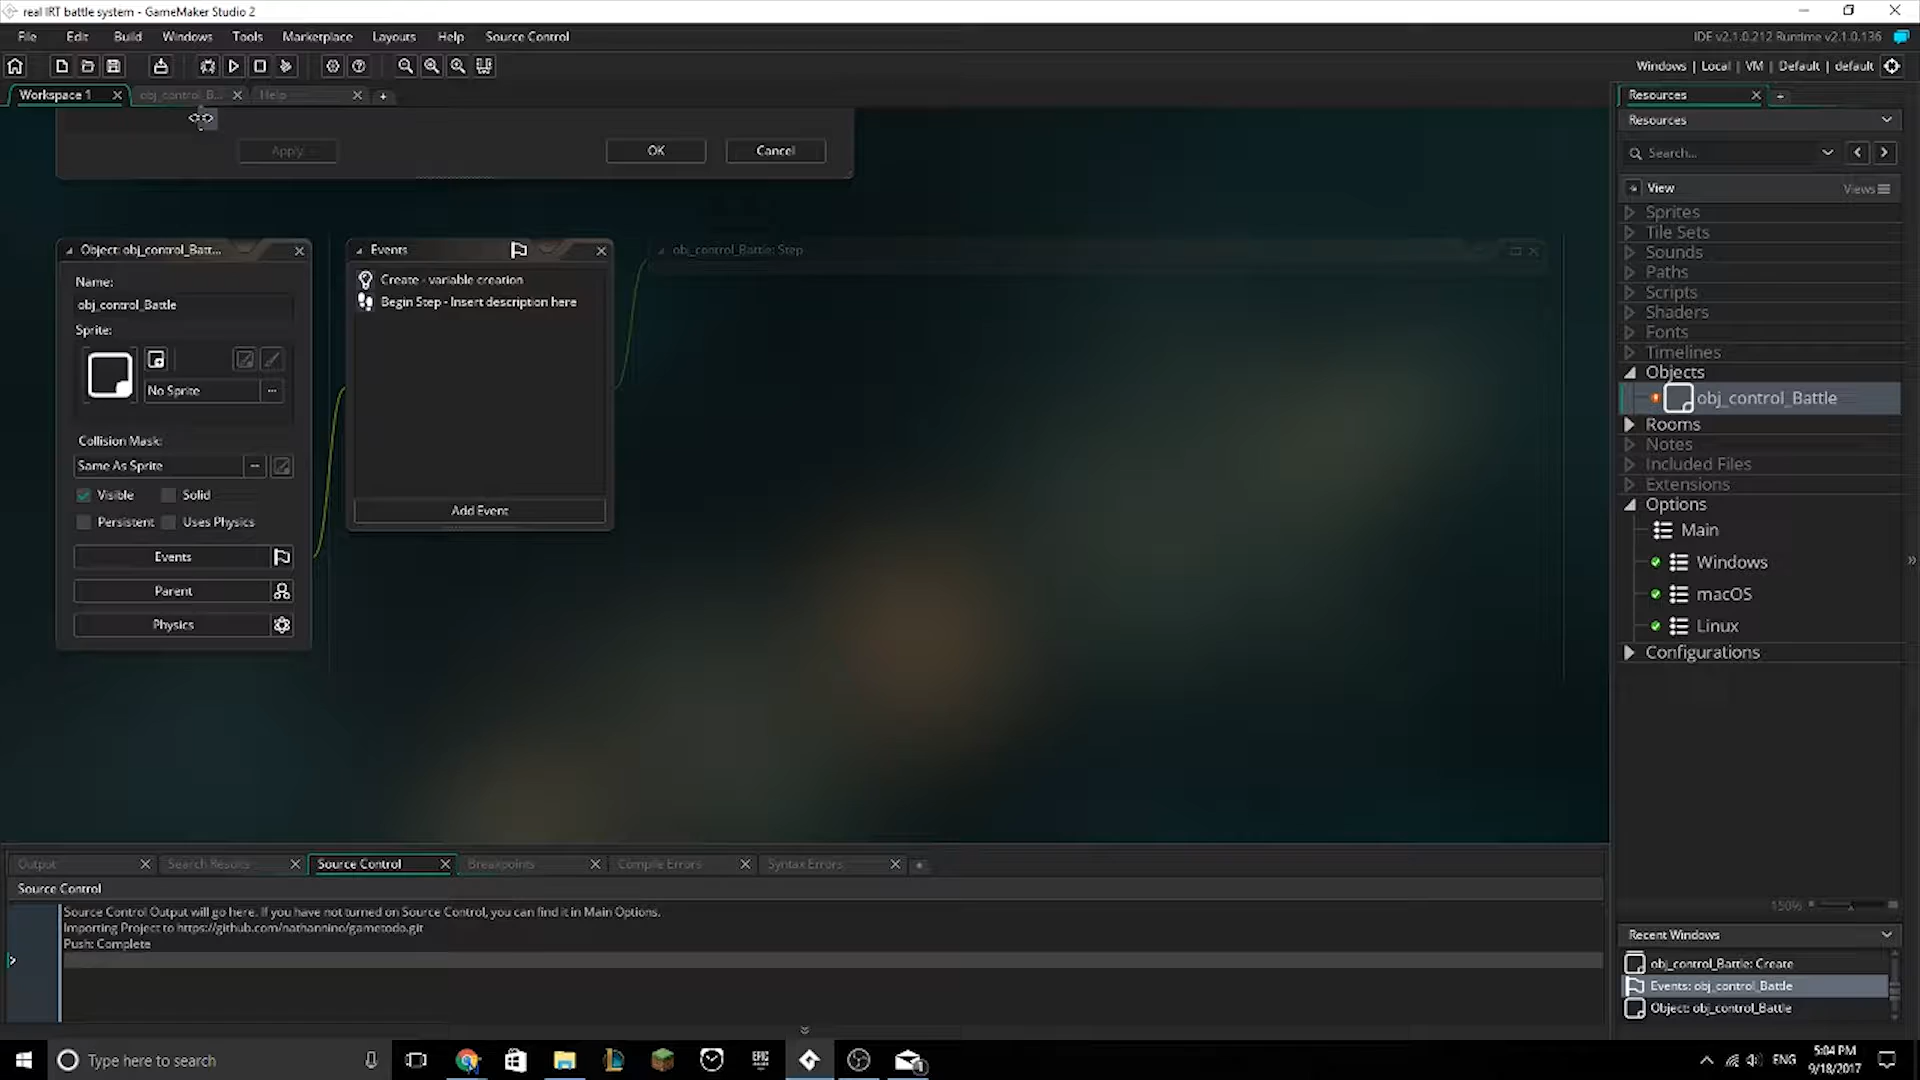 real IRT battle system - GameMaker Studio 2
File Edit Build Windows Tools Marketplace Layouts Help Source Control
IDE v2.1.0.212 Runtime v2.1.0.136
Windows | Local | VM | Default | default
Workspace 1 obj_control_B... Help
Apply OK Cancel
Object: obj_control_Batt...
Name:
obj_control_Battle
Sprite:
No Sprite
Collision Mask:
Same As Sprite
Visible Solid
Persistent Uses Physics
Events
Parent
Physics
Events
Create - variable creation
Begin Step - Insert description here
Add Event
obj_control_Battle: Step
Resources
Resources
Search...
View Views
Sprites
Tile Sets
Sounds
Paths
Scripts
Shaders
Fonts
Timelines
Objects
obj_control_Battle
Rooms
Notes
Included Files
Extensions
Options
Main
Windows
macOS
Linux
Configurations
150%
Recent Windows
obj_control_Battle: Create
Events: obj_control_Battle
Object: obj_control_Battle
Output Search Results Source Control Breakpoints Compile Errors Syntax Errors
Source Control
Source Control Output will go here. If you have not turned on Source Control, you can find it in Main Options.
Importing Project to https://github.com/nathannino/gametodo.git
Push: Complete
Type here to search
EPIC
ENG
5:04 PM
9/18/2017